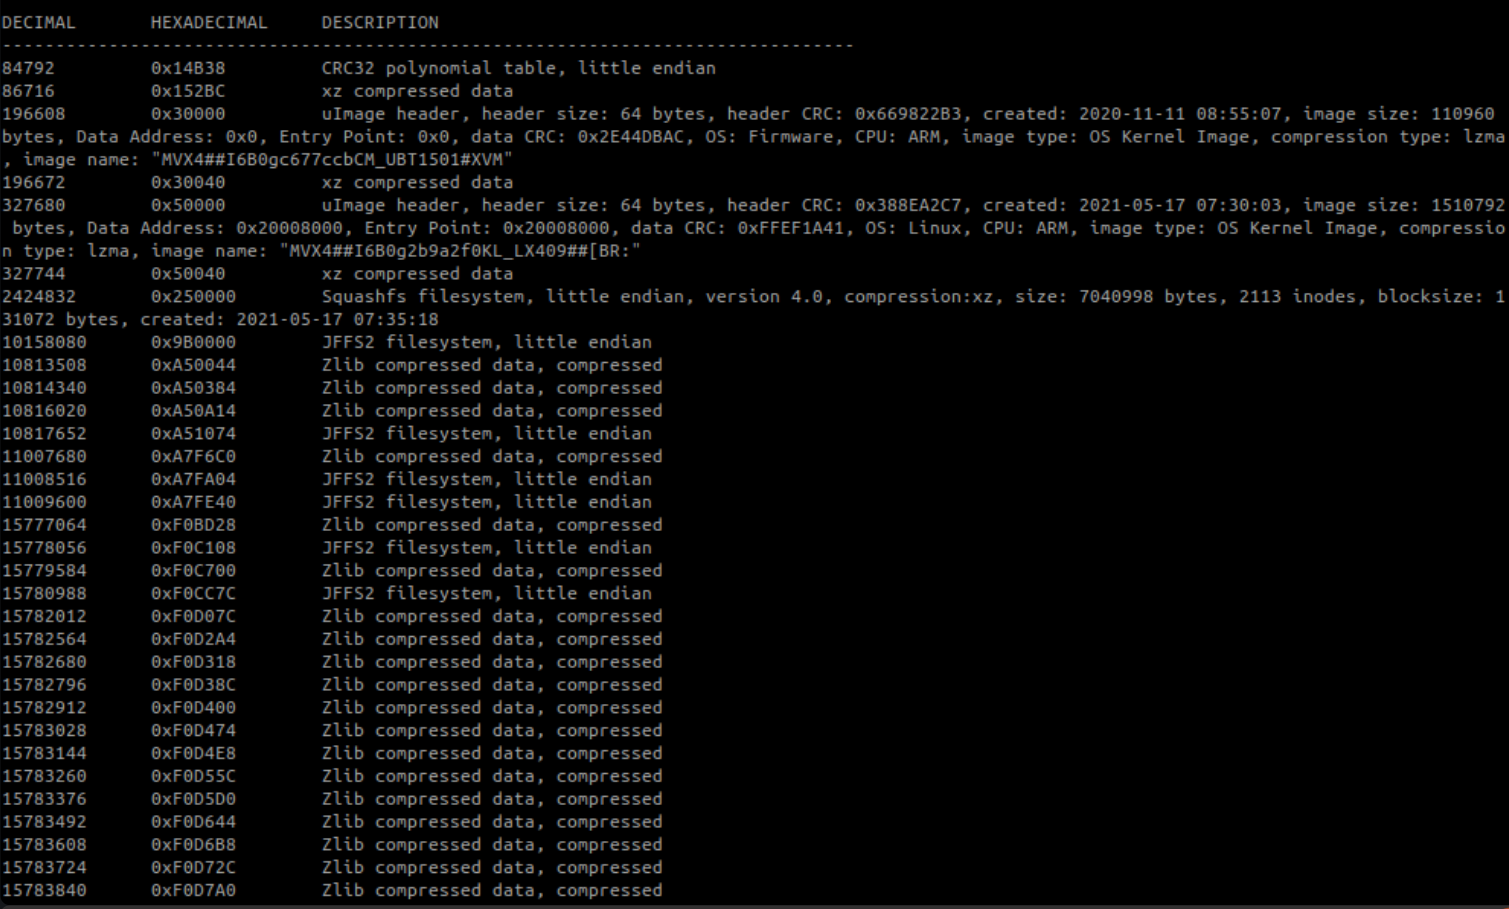 DECIMAL       HEXADECIMAL     DESCRIPTION
--------------------------------------------------------------------------------
84792         0x14B38         CRC32 polynomial table, little endian
86716         0x152BC         xz compressed data
196608        0x30000         uImage header, header size: 64 bytes, header CRC: 0x669822B3, created: 2020-11-11 08:55:07, image size: 110960
bytes, Data Address: 0x0, Entry Point: 0x0, data CRC: 0x2E44DBAC, OS: Firmware, CPU: ARM, image type: OS Kernel Image, compression type: lzma
, image name: "MVX4##I6B0gc677ccbCM_UBT1501#XVM"
196672        0x30040         xz compressed data
327680        0x50000         uImage header, header size: 64 bytes, header CRC: 0x388EA2C7, created: 2021-05-17 07:30:03, image size: 1510792
 bytes, Data Address: 0x20008000, Entry Point: 0x20008000, data CRC: 0xFFEF1A41, OS: Linux, CPU: ARM, image type: OS Kernel Image, compressio
n type: lzma, image name: "MVX4##I6B0g2b9a2f0KL_LX409##[BR:"
327744        0x50040         xz compressed data
2424832       0x250000        Squashfs filesystem, little endian, version 4.0, compression:xz, size: 7040998 bytes, 2113 inodes, blocksize: 1
31072 bytes, created: 2021-05-17 07:35:18
10158080      0x9B0000        JFFS2 filesystem, little endian
10813508      0xA50044        Zlib compressed data, compressed
10814340      0xA50384        Zlib compressed data, compressed
10816020      0xA50A14        Zlib compressed data, compressed
10817652      0xA51074        JFFS2 filesystem, little endian
11007680      0xA7F6C0        Zlib compressed data, compressed
11008516      0xA7FA04        JFFS2 filesystem, little endian
11009600      0xA7FE40        JFFS2 filesystem, little endian
15777064      0xF0BD28        Zlib compressed data, compressed
15778056      0xF0C108        JFFS2 filesystem, little endian
15779584      0xF0C700        Zlib compressed data, compressed
15780988      0xF0CC7C        JFFS2 filesystem, little endian
15782012      0xF0D07C        Zlib compressed data, compressed
15782564      0xF0D2A4        Zlib compressed data, compressed
15782680      0xF0D318        Zlib compressed data, compressed
15782796      0xF0D38C        Zlib compressed data, compressed
15782912      0xF0D400        Zlib compressed data, compressed
15783028      0xF0D474        Zlib compressed data, compressed
15783144      0xF0D4E8        Zlib compressed data, compressed
15783260      0xF0D55C        Zlib compressed data, compressed
15783376      0xF0D5D0        Zlib compressed data, compressed
15783492      0xF0D644        Zlib compressed data, compressed
15783608      0xF0D6B8        Zlib compressed data, compressed
15783724      0xF0D72C        Zlib compressed data, compressed
15783840      0xF0D7A0        Zlib compressed data, compressed